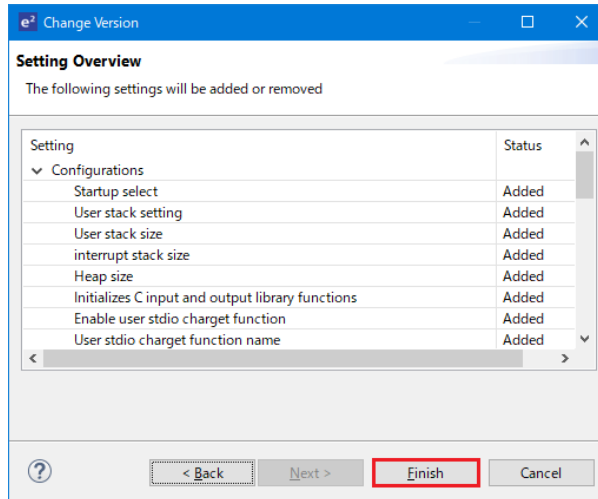 e² Change Version
Setting Overview
The following settings will be added or removed
Setting Status
Configurations
Startup select Added
User stack setting Added
User stack size Added
interrupt stack size Added
Heap size Added
Initializes C input and output library functions Added
Enable user stdio charget function Added
User stdio charget function name Added
? < Back Next > Finish Cancel